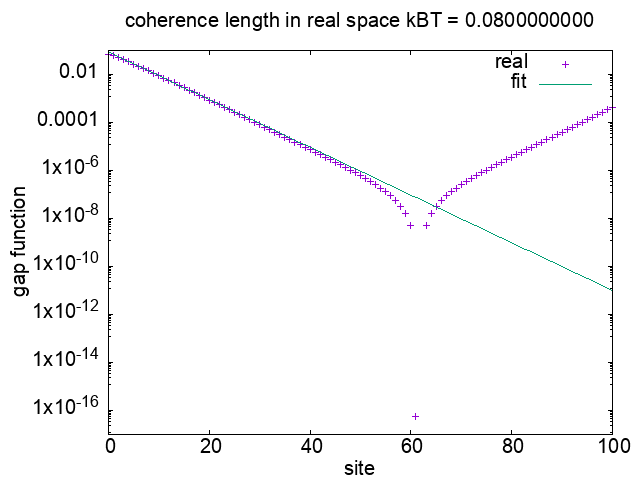 coherence length in real space kBT = 0.0800000000
real
fit
0.01
0.0001
1x10-6
1x10-8
1x10-10
1x10-12
1x10-14
1x10-16
gap function
0 20 40 60 80 100
site